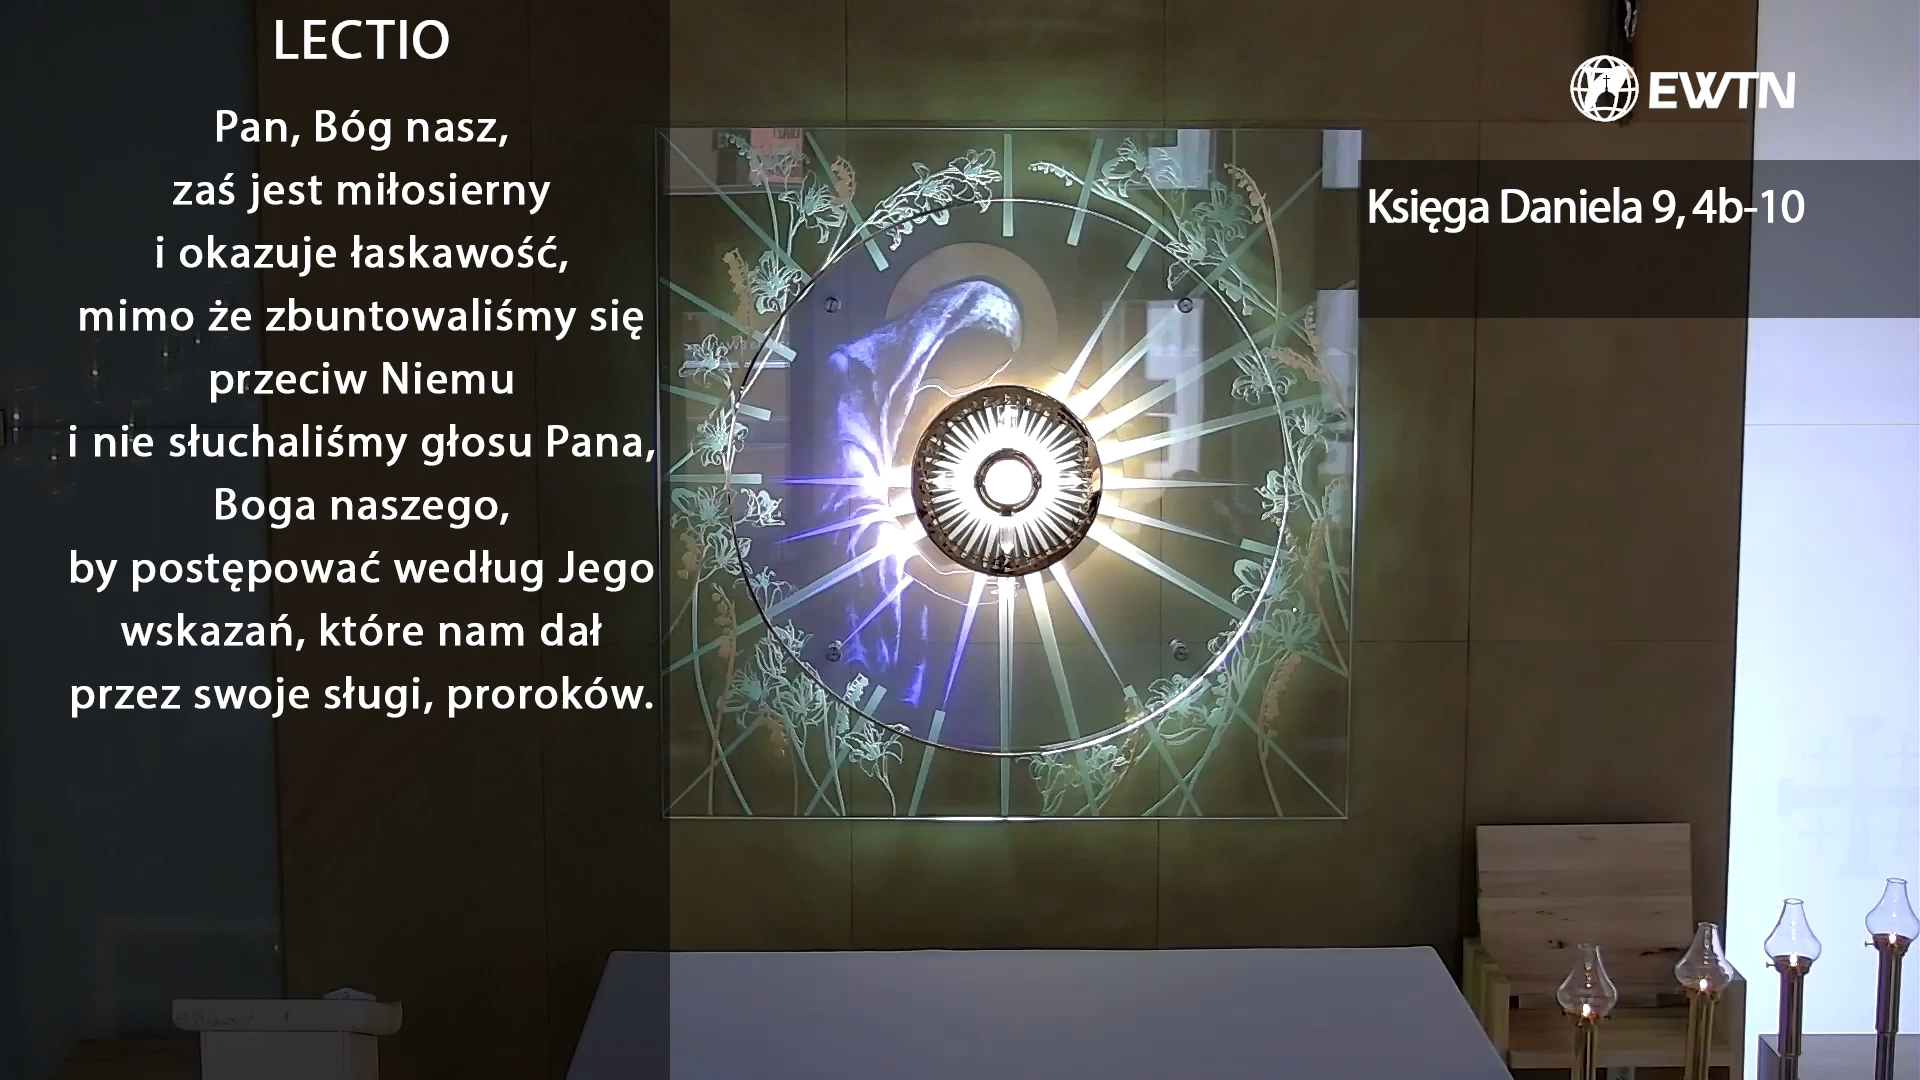 LECTIO
Pan, Bóg nasz,
zaś jest miłosierny
i okazuje łaskawość,
mimo że zbuntowaliśmy się
przeciw Niemu
i nie słuchaliśmy głosu Pana,
Boga naszego,
by postępować według Jego
wskazań, które nam dał
przez swoje sługi, proroków.
EWTN
Księga Daniela 9, 4b-10